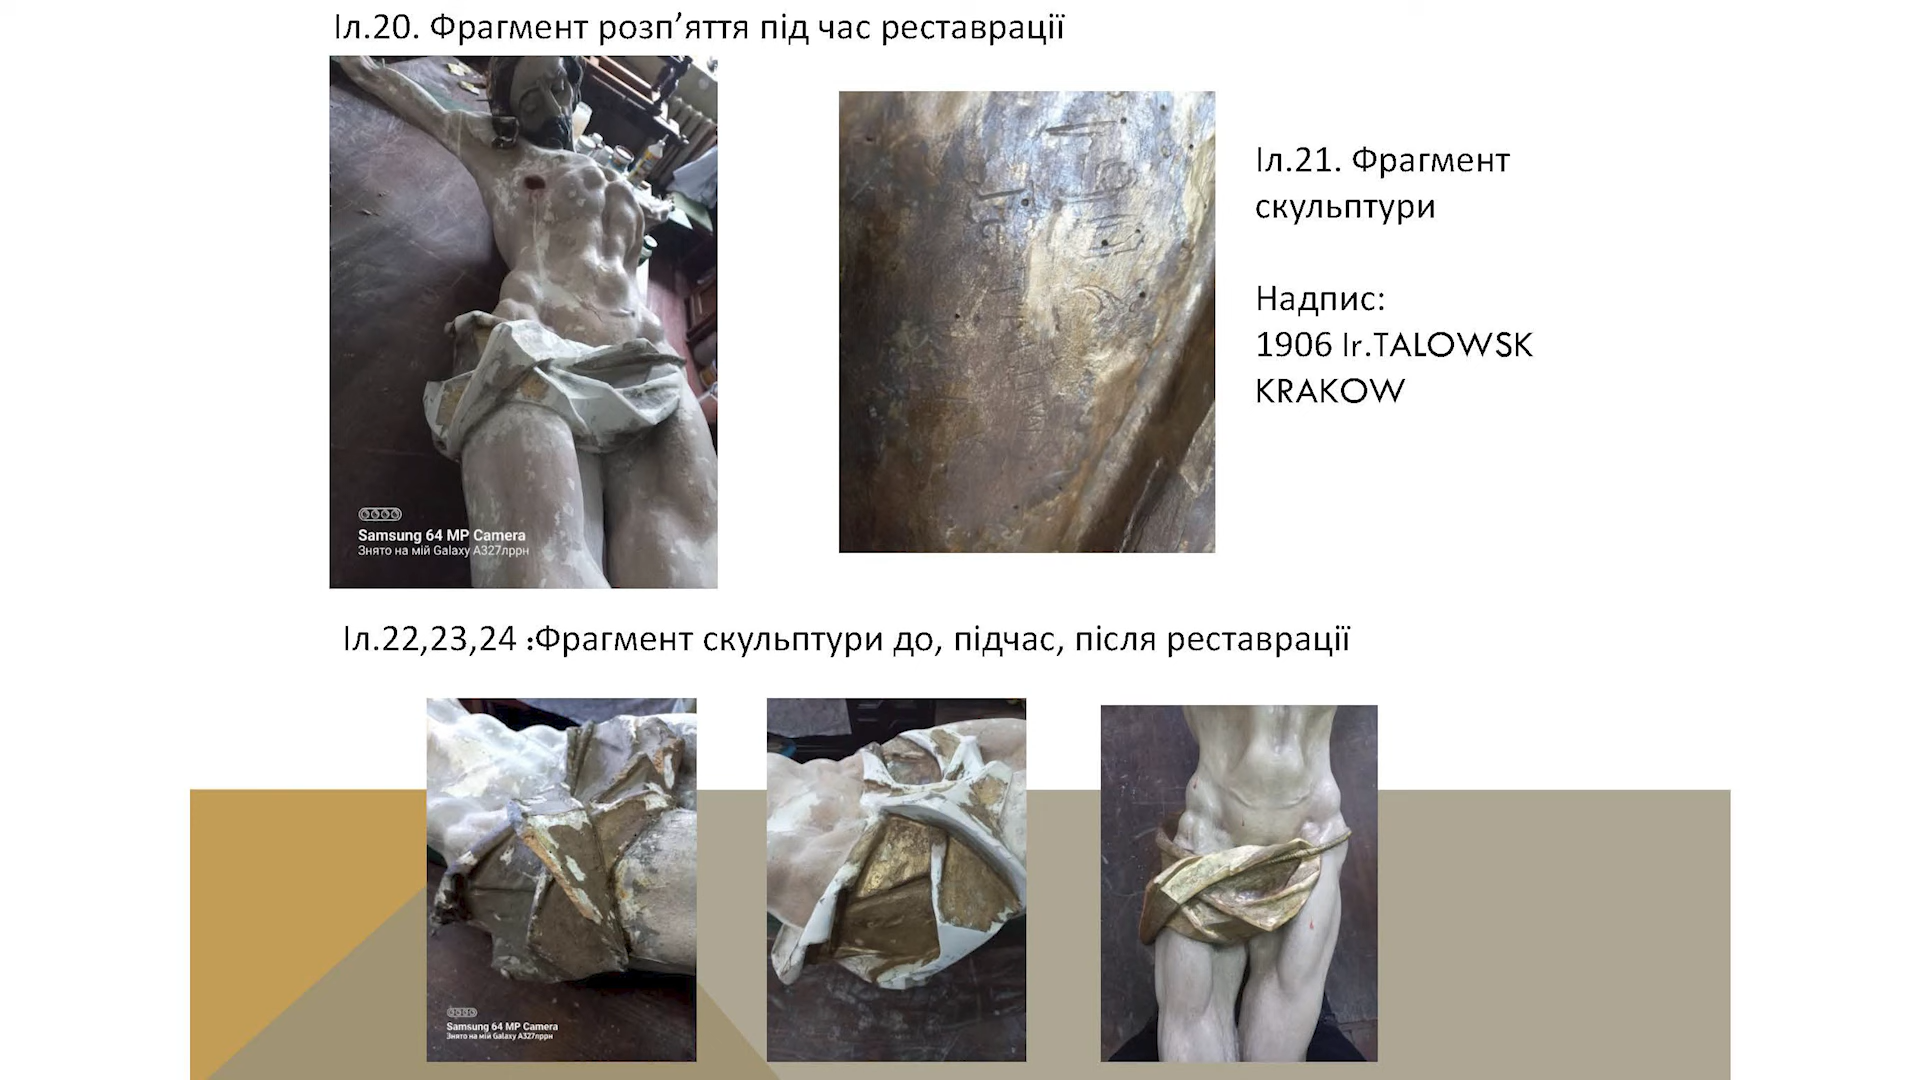 Іл.20. Фрагмент розп’яття під час реставрації
Samsung 64 MP Camera
Знято на мій Galaxy A327лррн
Іл.21. Фрагмент
скульптури
Надпис:
1906 Ir.TALOWSK
KRAKOW
Іл.22,23,24 :Фрагмент скульптури до, підчас, після реставрації
Samsung 64 MP Camera
Знято на мій Galaxy A327лррн